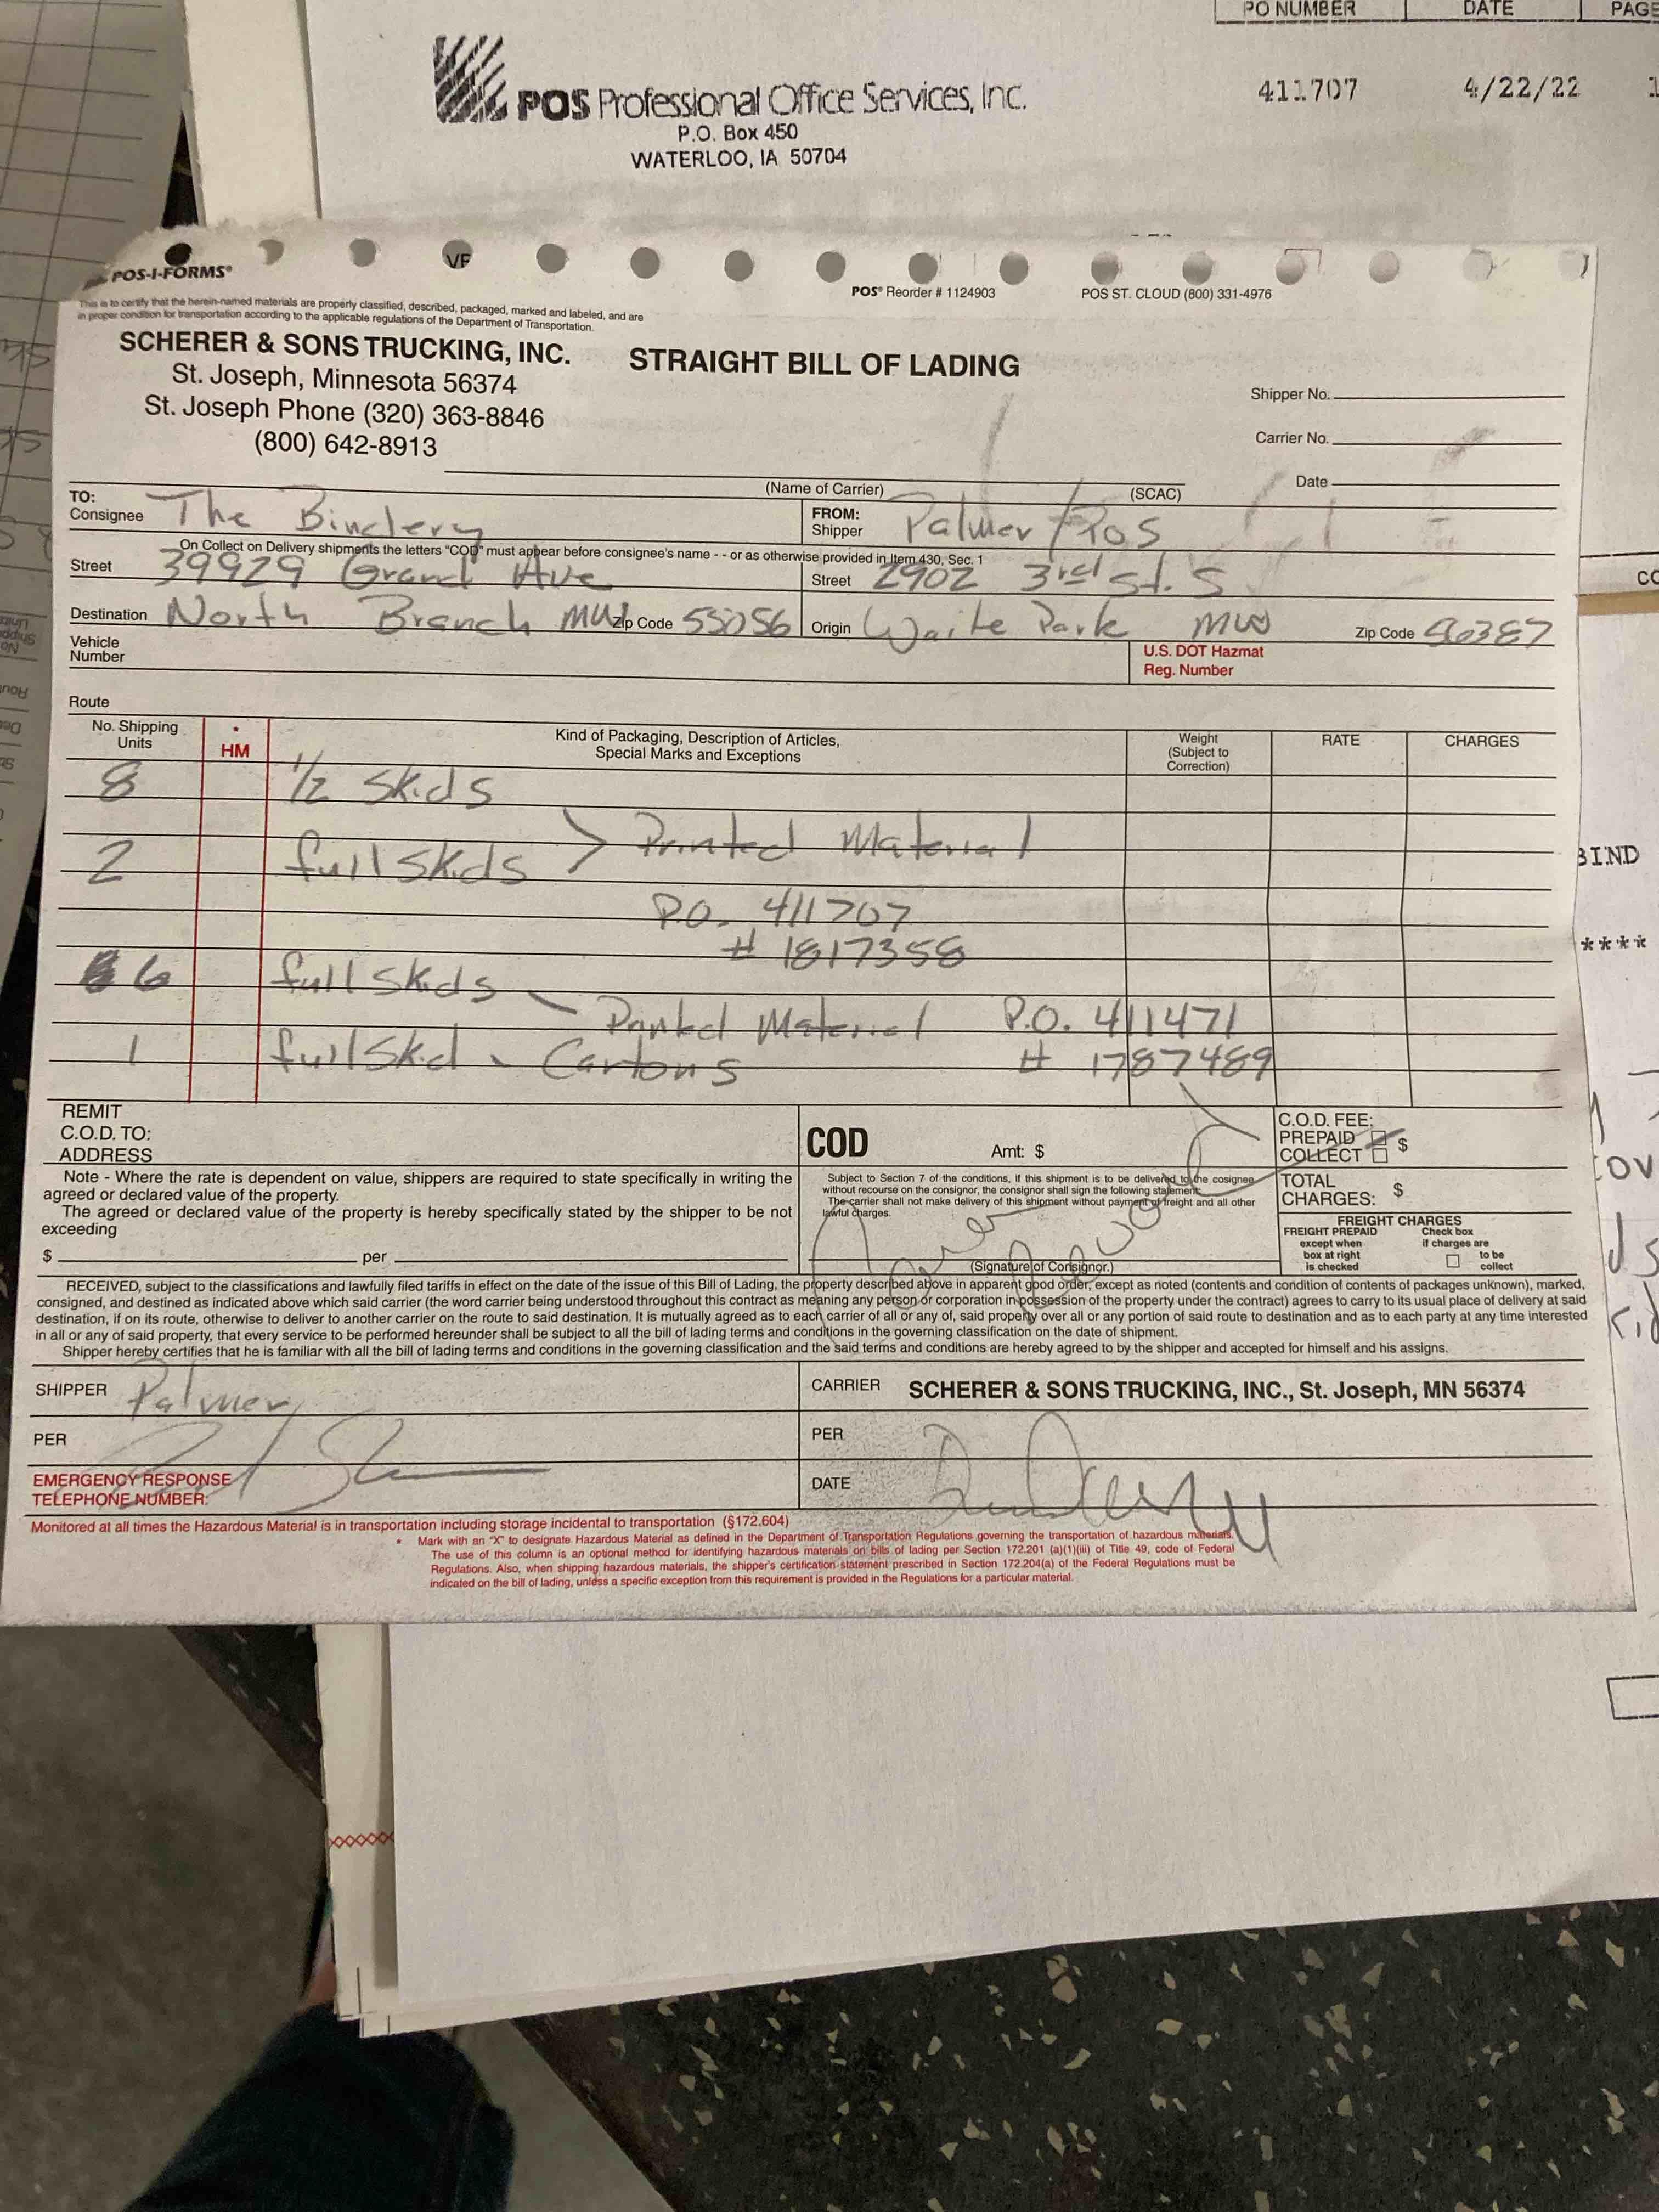 PO NUMBER DATE PAGE
POS Professional Office Services, Inc. 411707 4/22/22 1
P.O. Box 450
WATERLOO, IA 50704
VF
POS-I-FORMS®
POS® Reorder # 1124903 POS ST. CLOUD (800) 331-4976
This is to certify that the herein-named materials are properly classified, described, packaged, marked and labeled, and are
in proper condition for transportation according to the applicable regulations of the Department of Transportation.
SCHERER & SONS TRUCKING, INC. STRAIGHT BILL OF LADING
St. Joseph, Minnesota 56374
St. Joseph Phone (320) 363-8846
(800) 642-8913
Shipper No.
Carrier No.
Date
(Name of Carrier) (SCAC)
TO:
Consignee The Bindery
FROM:
Shipper Palmer/POS
On Collect on Delivery shipments the letters "COD" must appear before consignee's name - - or as otherwise provided in Item 430, Sec. 1
Street 39929 Grand Ave Street 2902 3rd St. S
Destination North Branch MN Zip Code 55056 Origin Waite Park MN Zip Code 56387
Vehicle
Number
U.S. DOT Hazmat
Reg. Number
Route
No. Shipping
Units
*
HM
Kind of Packaging, Description of Articles,
Special Marks and Exceptions
Weight
(Subject to
Correction)
RATE CHARGES
8 1/2 skids
> Printed Material
2 full skids
P.O. 411707
# 1817358
6 full skids
- Printed Material P.O. 411471
1 full skid - Cartons # 1787489
REMIT
C.O.D. TO:
ADDRESS
COD Amt: $
C.O.D. FEE:
PREPAID $
COLLECT
Note - Where the rate is dependent on value, shippers are required to state specifically in writing the
agreed or declared value of the property.
The agreed or declared value of the property is hereby specifically stated by the shipper to be not
exceeding
$ per
Subject to Section 7 of the conditions, if this shipment is to be delivered to the cosignee
without recourse on the consignor, the consignor shall sign the following statement:
The carrier shall not make delivery of this shipment without payment of freight and all other
lawful charges.
(Signature of Consignor.)
TOTAL
CHARGES: $
FREIGHT CHARGES
FREIGHT PREPAID
except when
box at right
is checked
Check box
if charges are
to be
collect
RECEIVED, subject to the classifications and lawfully filed tariffs in effect on the date of the issue of this Bill of Lading, the property described above in apparent good order, except as noted (contents and condition of contents of packages unknown), marked,
consigned, and destined as indicated above which said carrier (the word carrier being understood throughout this contract as meaning any person or corporation in possession of the property under the contract) agrees to carry to its usual place of delivery at said
destination, if on its route, otherwise to deliver to another carrier on the route to said destination. It is mutually agreed as to each carrier of all or any of, said property over all or any portion of said route to destination and as to each party at any time interested
in all or any of said property, that every service to be performed hereunder shall be subject to all the bill of lading terms and conditions in the governing classification on the date of shipment.
Shipper hereby certifies that he is familiar with all the bill of lading terms and conditions in the governing classification and the said terms and conditions are hereby agreed to by the shipper and accepted for himself and his assigns.
SHIPPER Palmer
CARRIER SCHERER & SONS TRUCKING, INC., St. Joseph, MN 56374
PER PER
EMERGENCY RESPONSE
TELEPHONE NUMBER:
DATE
Monitored at all times the Hazardous Material is in transportation including storage incidental to transportation (§172.604)
* Mark with an "X" to designate Hazardous Material as defined in the Department of Transportation Regulations governing the transportation of hazardous materials.
The use of this column is an optional method for identifying hazardous materials on bills of lading per Section 172.201 (a)(1)(iii) of Title 49, code of Federal
Regulations. Also, when shipping hazardous materials, the shipper's certification statement prescribed in Section 172.204(a) of the Federal Regulations must be
indicated on the bill of lading, unless a specific exception from this requirement is provided in the Regulations for a particular material.
BIND
****